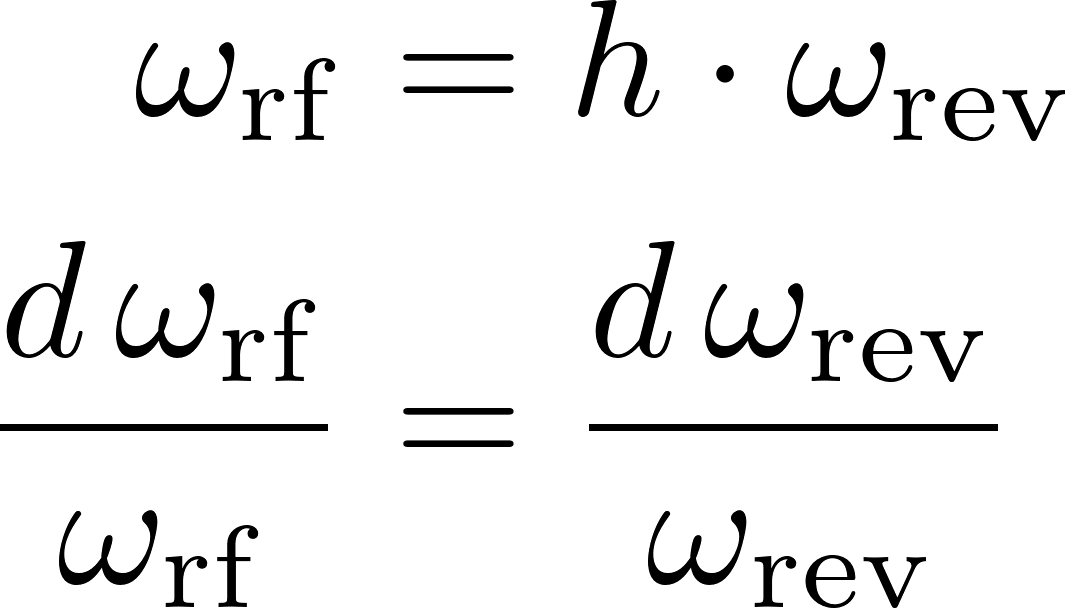 ω_rf = h · ω_rev
dω_rf / ω_rf = dω_rev / ω_rev